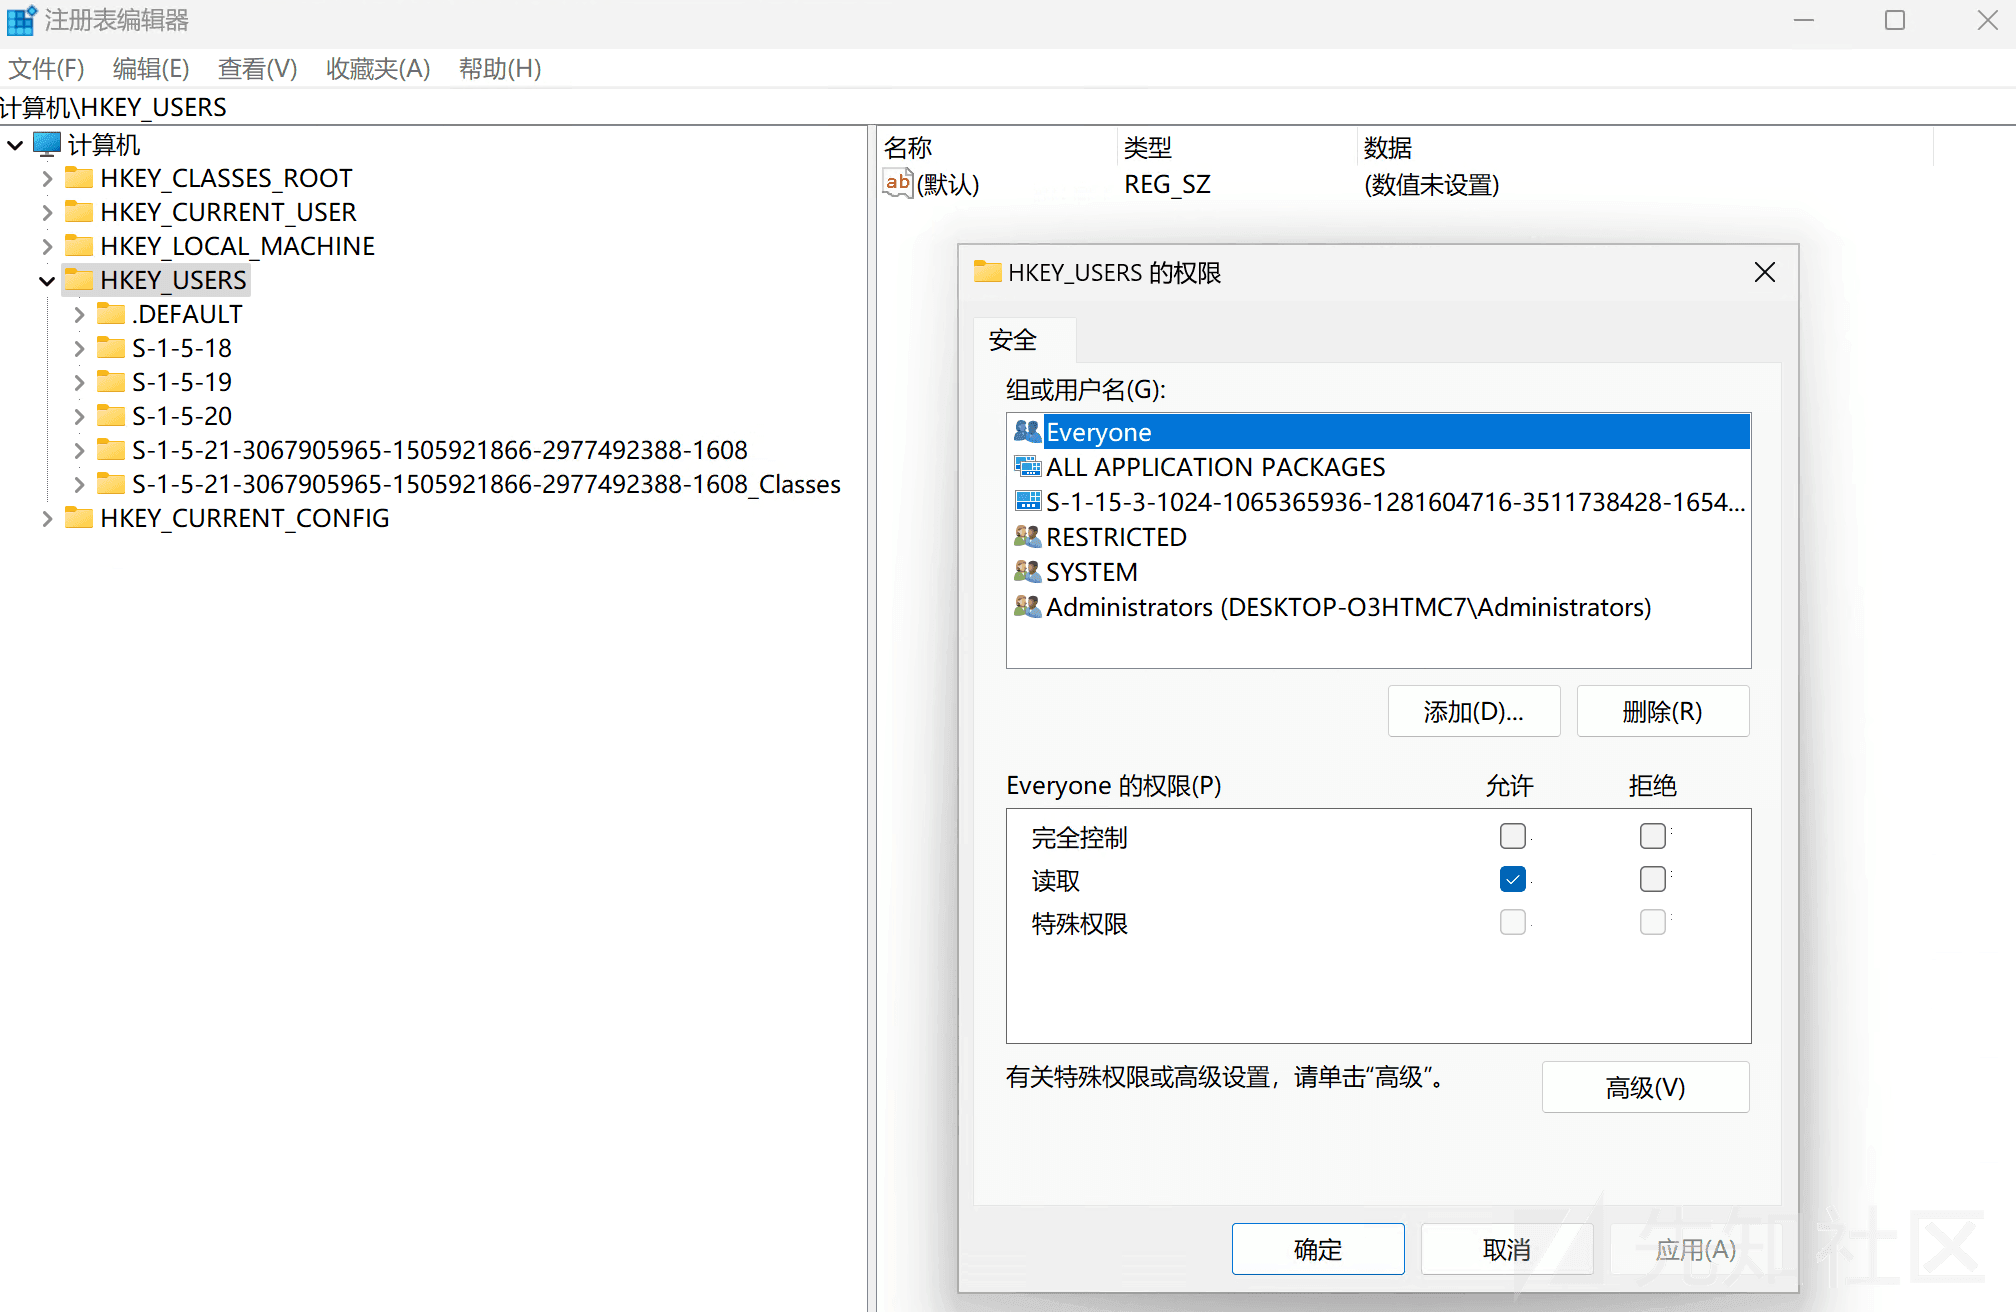 注册表编辑器
文件(F) 编辑(E) 查看(V) 收藏夹(A) 帮助(H)
计算机\HKEY_USERS
计算机
HKEY_CLASSES_ROOT
HKEY_CURRENT_USER
HKEY_LOCAL_MACHINE
HKEY_USERS
.DEFAULT
S-1-5-18
S-1-5-19
S-1-5-20
S-1-5-21-3067905965-1505921866-2977492388-1608
S-1-5-21-3067905965-1505921866-2977492388-1608_Classes
HKEY_CURRENT_CONFIG
名称 类型 数据
ab (默认) REG_SZ (数值未设置)
HKEY_USERS 的权限
安全
组或用户名(G):
Everyone
ALL APPLICATION PACKAGES
S-1-15-3-1024-1065365936-1281604716-3511738428-1654...
RESTRICTED
SYSTEM
Administrators (DESKTOP-O3HTMC7\Administrators)
添加(D)... 删除(R)
Everyone 的权限(P) 允许 拒绝
完全控制
读取
特殊权限
有关特殊权限或高级设置，请单击“高级”。
高级(V)
确定 取消 应用(A)
先知社区